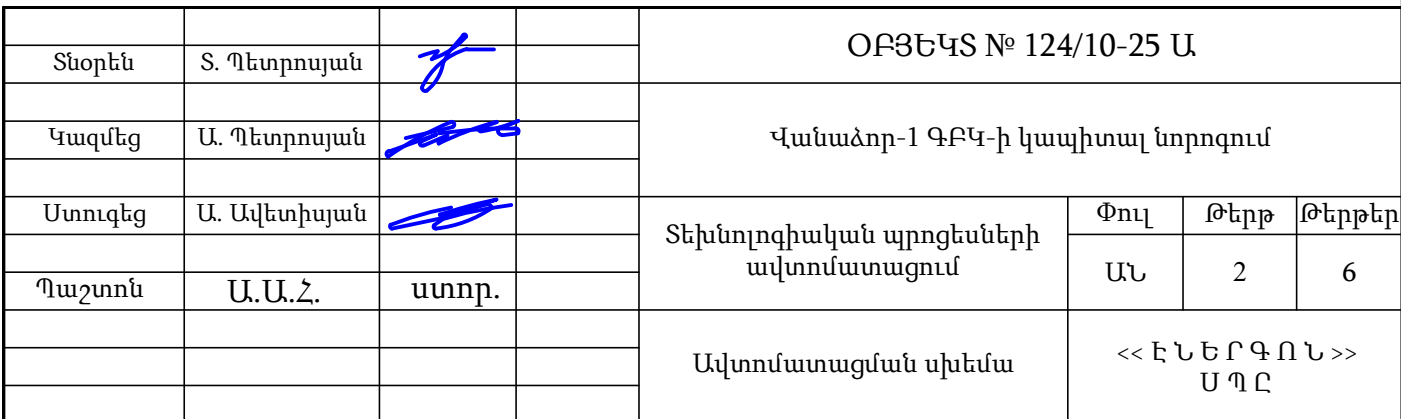 ՕԲՅԵԿՏ № 124/10-25 Ա
Տնօրեն Տ. Պետրոսյան
Կազմեց Ա. Պետրոսյան
Վանաձոր-1 ԳԲԿ-ի կապիտալ նորոգում
Ստուգեց Ա. Ավետիսյան
Տեխնոլոգիական պրոցեսների
ավտոմատացում
Փուլ Թերթ Թերթեր
ԱՆ 2 6
Պաշտոն Ա.Ա.Հ. ստոր.
Ավտոմատացման սխեմա
<< Է Ն Ե Ր Գ Ո Ն >>
Ս Պ Ը